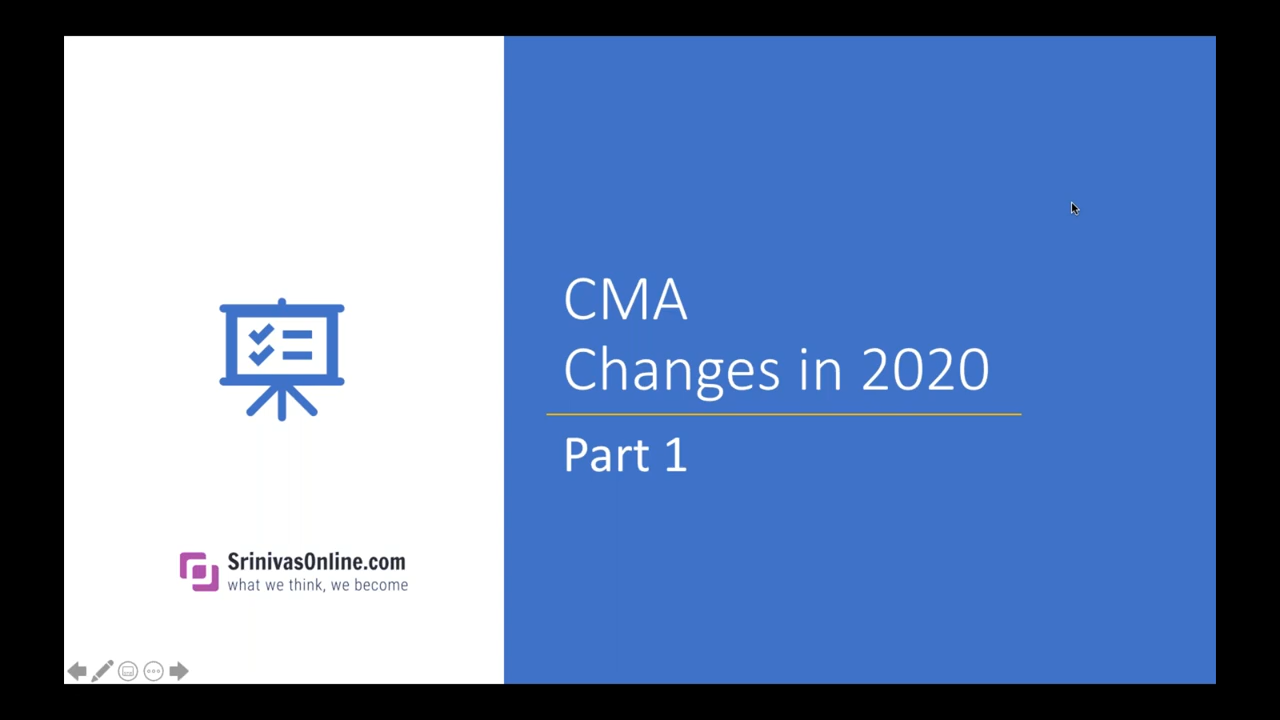 CMA
Changes in 2020
Part 1
SrinivasOnline.com
what we think, we become